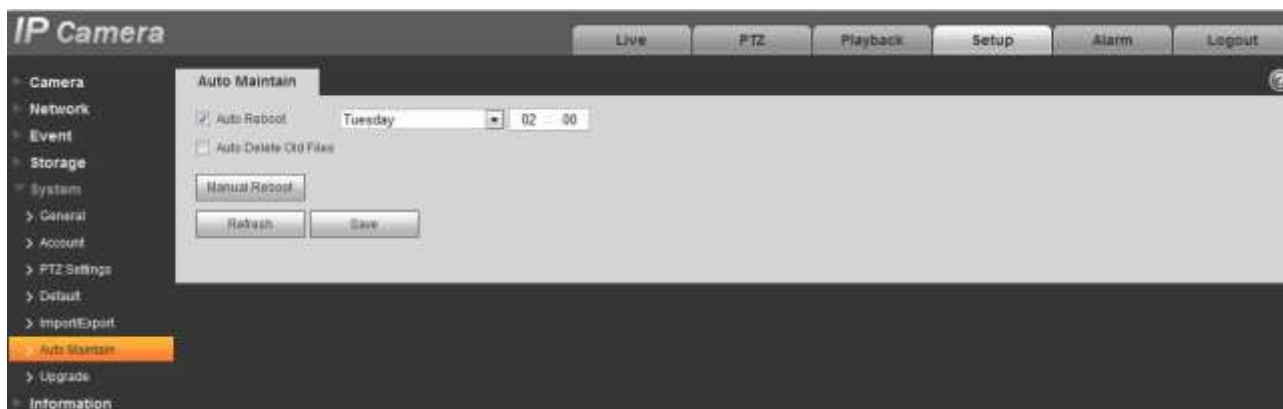 IP Camera
Live
PTZ
Playback
Setup
Alarm
Logout
Camera
Network
Event
Storage
System
General
Account
PTZ Settings
Default
Import/Export
Auto Maintain
Upgrade
Information
Auto Maintain
Auto Reboot Tuesday 02 : 00
Auto Delete Old Files
Manual Reboot
Refresh Save